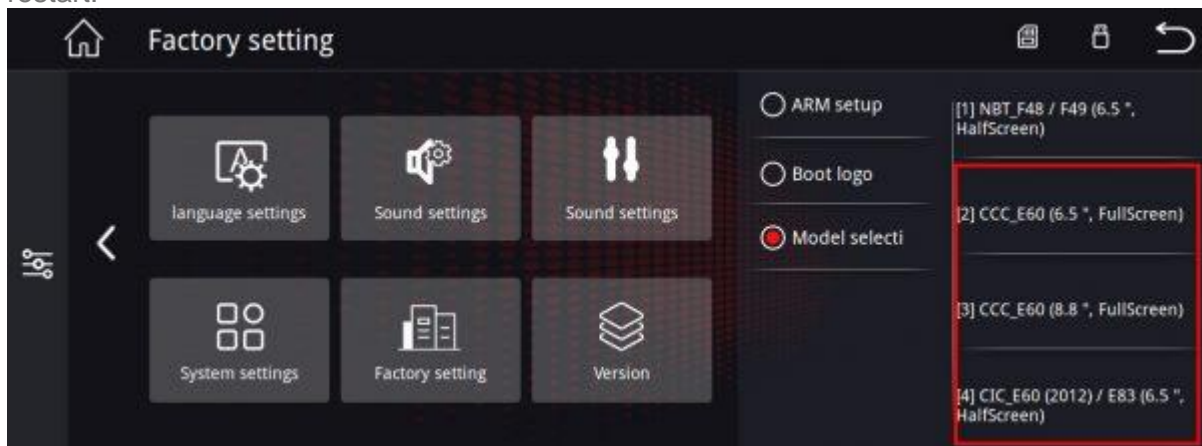 restart.
Factory setting
language settings
Sound settings
Sound settings
System settings
Factory setting
Version
ARM setup
Boot logo
Model selecti
[1] NBT_F48 / F49 (6.5 ",
HalfScreen)
[2] CCC_E60 (6.5 ", FullScreen)
[3] CCC_E60 (8.8 ", FullScreen)
[4] CIC_E60 (2012) / E83 (6.5 ",
HalfScreen)